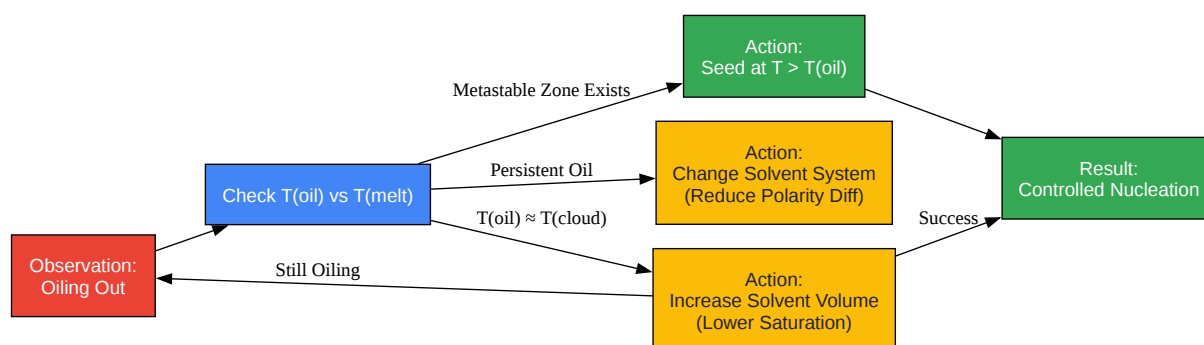 Action:
Seed at T > T(oil)
Metastable Zone Exists
Action:
Change Solvent System
(Reduce Polarity Diff)
Persistent Oil
Result:
Controlled Nucleation
Check T(oil) vs T(melt)
T(oil) ≈ T(cloud)
Success
Observation:
Oiling Out
Still Oiling
Action:
Increase Solvent Volume
(Lower Saturation)